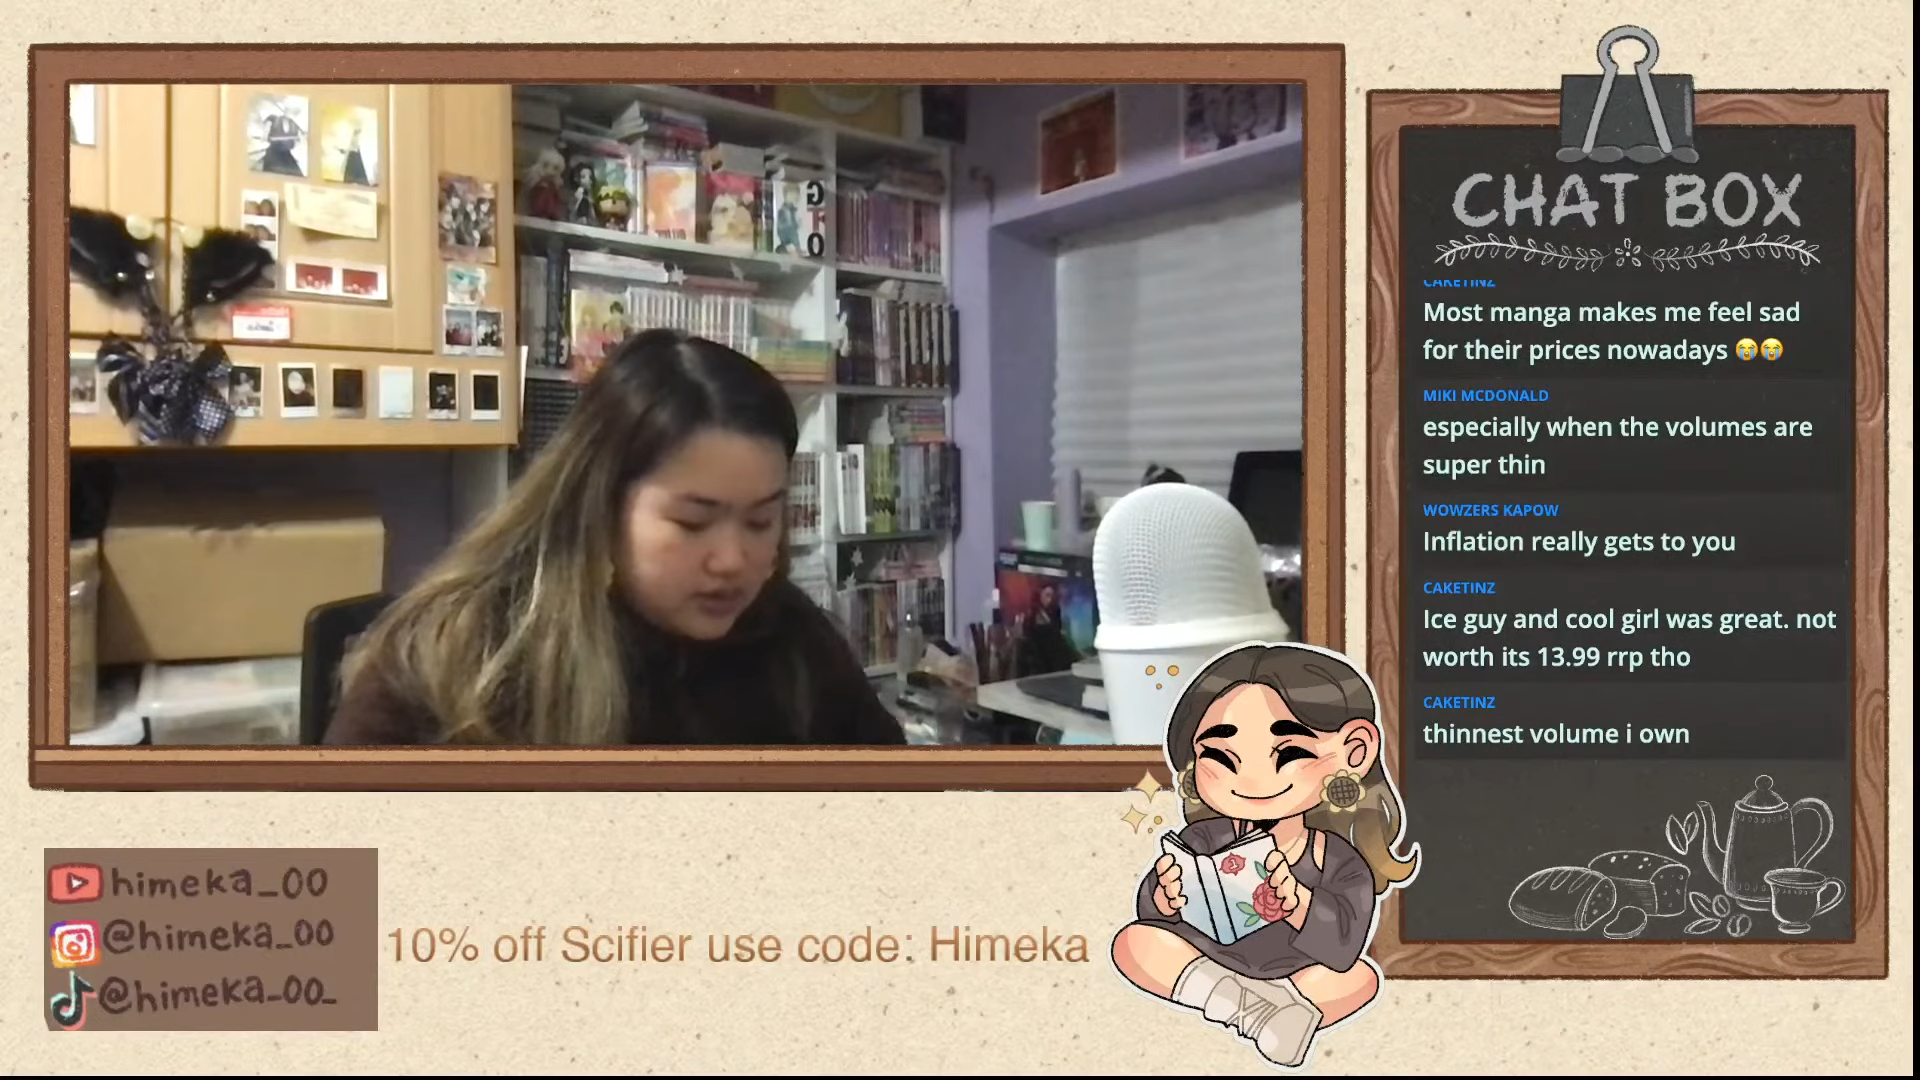 GTO
CHAT BOX
CAKETINZ
Most manga makes me feel sad
for their prices nowadays 😭😭
MIKI MCDONALD
especially when the volumes are
super thin
WOWZERS KAPOW
Inflation really gets to you
CAKETINZ
Ice guy and cool girl was great. not
worth its 13.99 rrp tho
CAKETINZ
thinnest volume i own
himeka_00
@himeka_00
@himeka_00_
10% off Scifier use code: Himeka